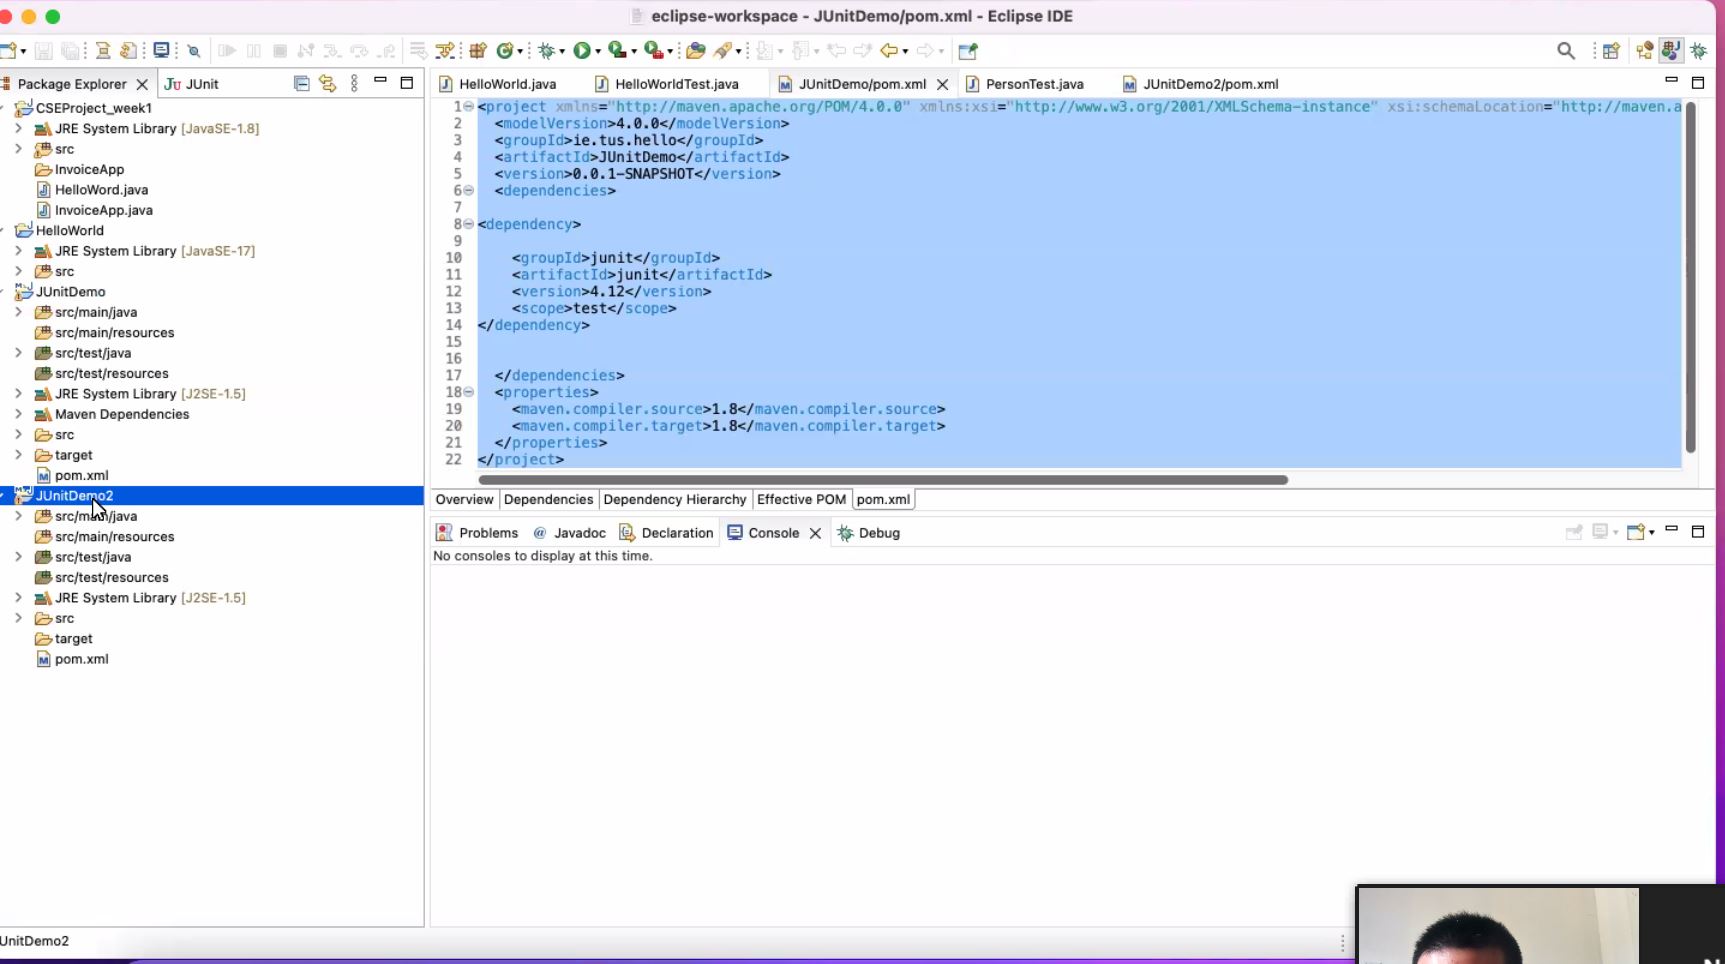 eclipse-workspace - JUnitDemo/pom.xml - Eclipse IDE
Package Explorer
Ju JUnit
CSEProject_week1
JRE System Library [JavaSE-1.8]
src
InvoiceApp
HelloWord.java
InvoiceApp.java
HelloWorld
JRE System Library [JavaSE-17]
src
JUnitDemo
src/main/java
src/main/resources
src/test/java
src/test/resources
JRE System Library [J2SE-1.5]
Maven Dependencies
src
target
pom.xml
JUnitDemo2
src/main/java
src/main/resources
src/test/java
src/test/resources
JRE System Library [J2SE-1.5]
src
target
pom.xml
HelloWorld.java
HelloWorldTest.java
JUnitDemo/pom.xml
PersonTest.java
JUnitDemo2/pom.xml
1 <project xmlns="http://maven.apache.org/POM/4.0.0" xmlns:xsi="http://www.w3.org/2001/XMLSchema-instance" xsi:schemaLocation="http://maven.a
2 <modelVersion>4.0.0</modelVersion>
3 <groupId>ie.tus.hello</groupId>
4 <artifactId>JUnitDemo</artifactId>
5 <version>0.0.1-SNAPSHOT</version>
6 <dependencies>
7
8 <dependency>
9
10 <groupId>junit</groupId>
11 <artifactId>junit</artifactId>
12 <version>4.12</version>
13 <scope>test</scope>
14 </dependency>
15
16
17 </dependencies>
18 <properties>
19 <maven.compiler.source>1.8</maven.compiler.source>
20 <maven.compiler.target>1.8</maven.compiler.target>
21 </properties>
22 </project>
Overview Dependencies Dependency Hierarchy Effective POM pom.xml
Problems @ Javadoc Declaration Console Debug
No consoles to display at this time.
UnitDemo2